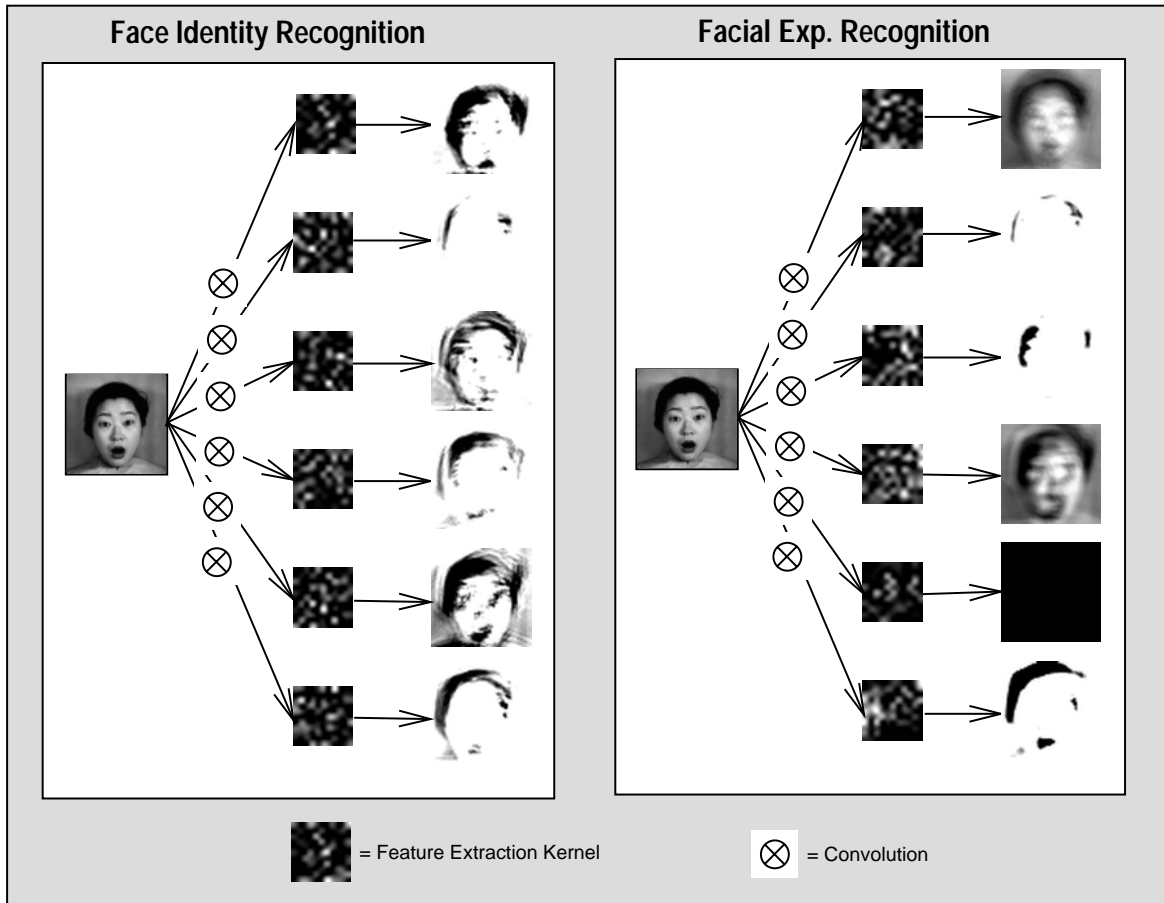 Face Identity Recognition
Facial Exp. Recognition
= Feature Extraction Kernel
= Convolution